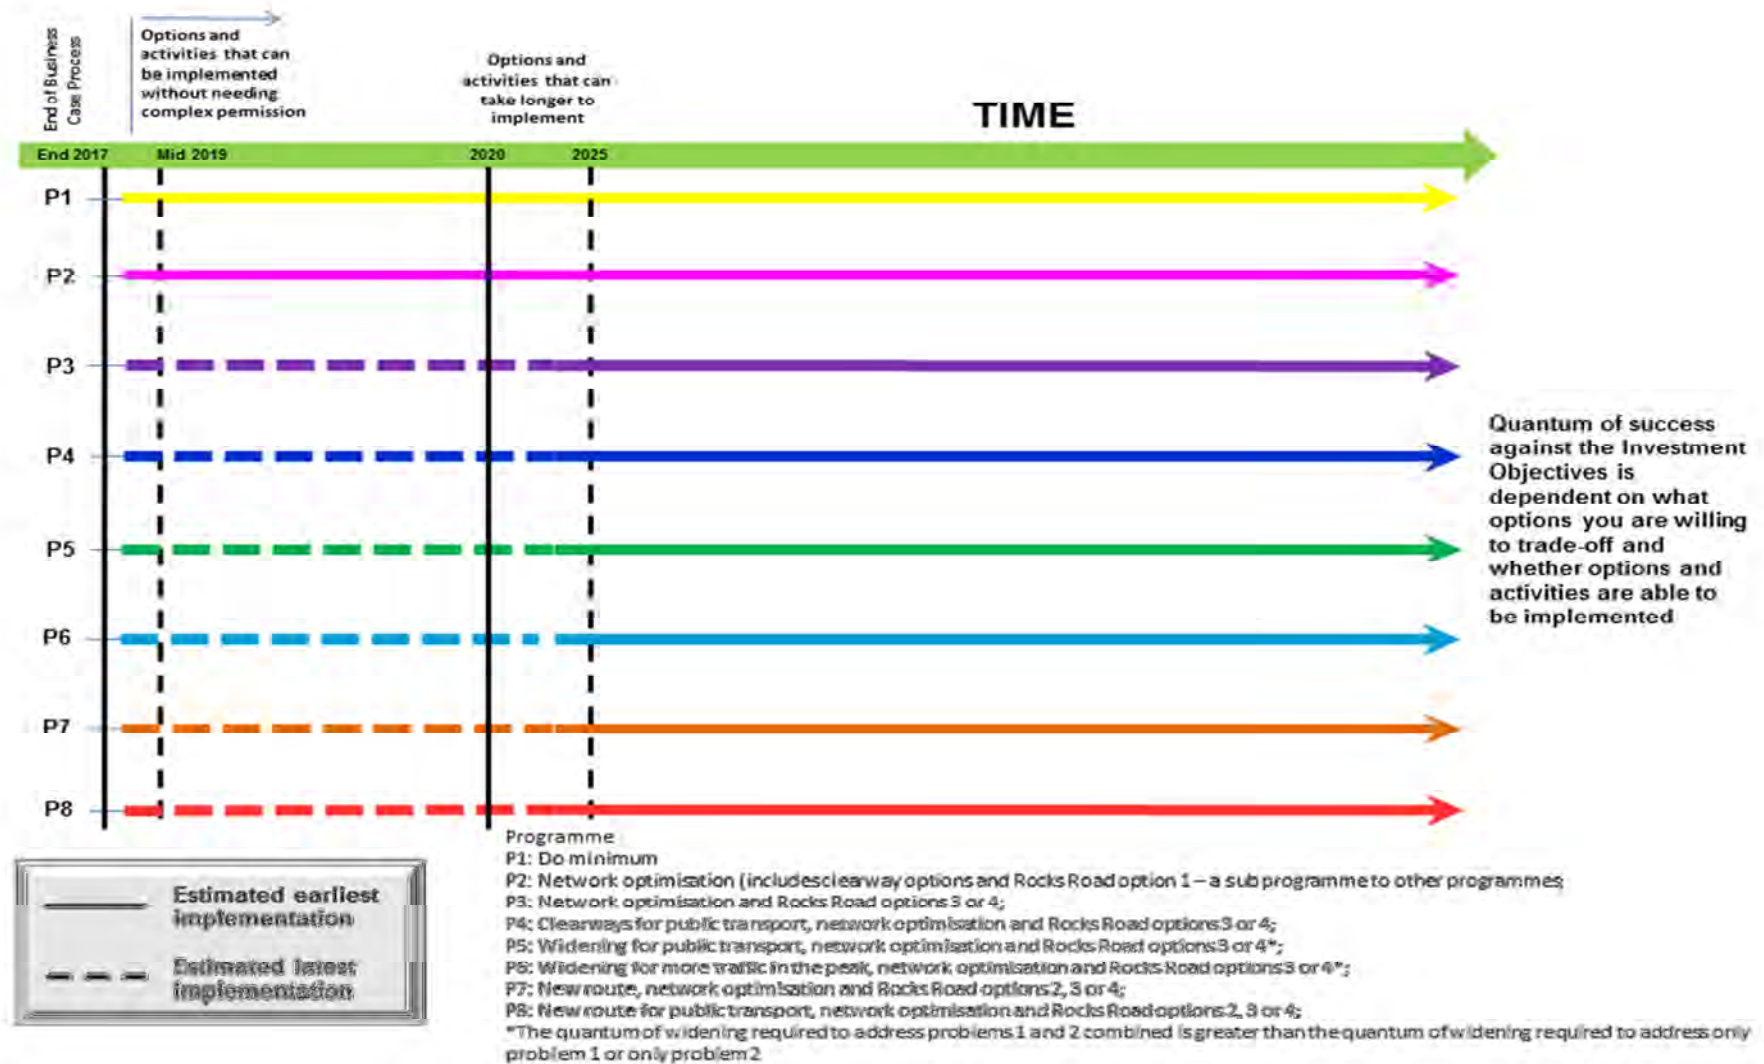 End of Business
Case Process
Options and
activities that can
be implemented
without needing
complex permission
Options and
activities that can
take longer to
implement
TIME
End 2017
Mid 2019
2020
2025
P1
P2
P3
P4
P5
P6
P7
P8
Quantum of success
against the Investment
Objectives is
dependent on what
options you are willing
to trade-off and
whether options and
activities are able to
be implemented
Estimated earliest
implementation
Estimated latest
implementation
Programme
P1: Do minimum
P2: Network optimisation (includes clearway options and Rocks Road option 1 – a sub programme to other programmes;
P3: Network optimisation and Rocks Road options 3 or 4;
P4: Clearways for public transport, network optimisation and Rocks Road options 3 or 4;
P5: Widening for public transport, network optimisation and Rocks Road options 3 or 4*;
P6: Widening for more traffic in the peak, network optimisation and Rocks Road options 3 or 4*;
P7: New route, network optimisation and Rocks Road options 2, 3 or 4;
P8: New route for public transport, network optimisation and Rocks Road options 2, 3 or 4;
*The quantum of widening required to address problems 1 and 2 combined is greater than the quantum of widening required to address only
problem 1 or only problem 2